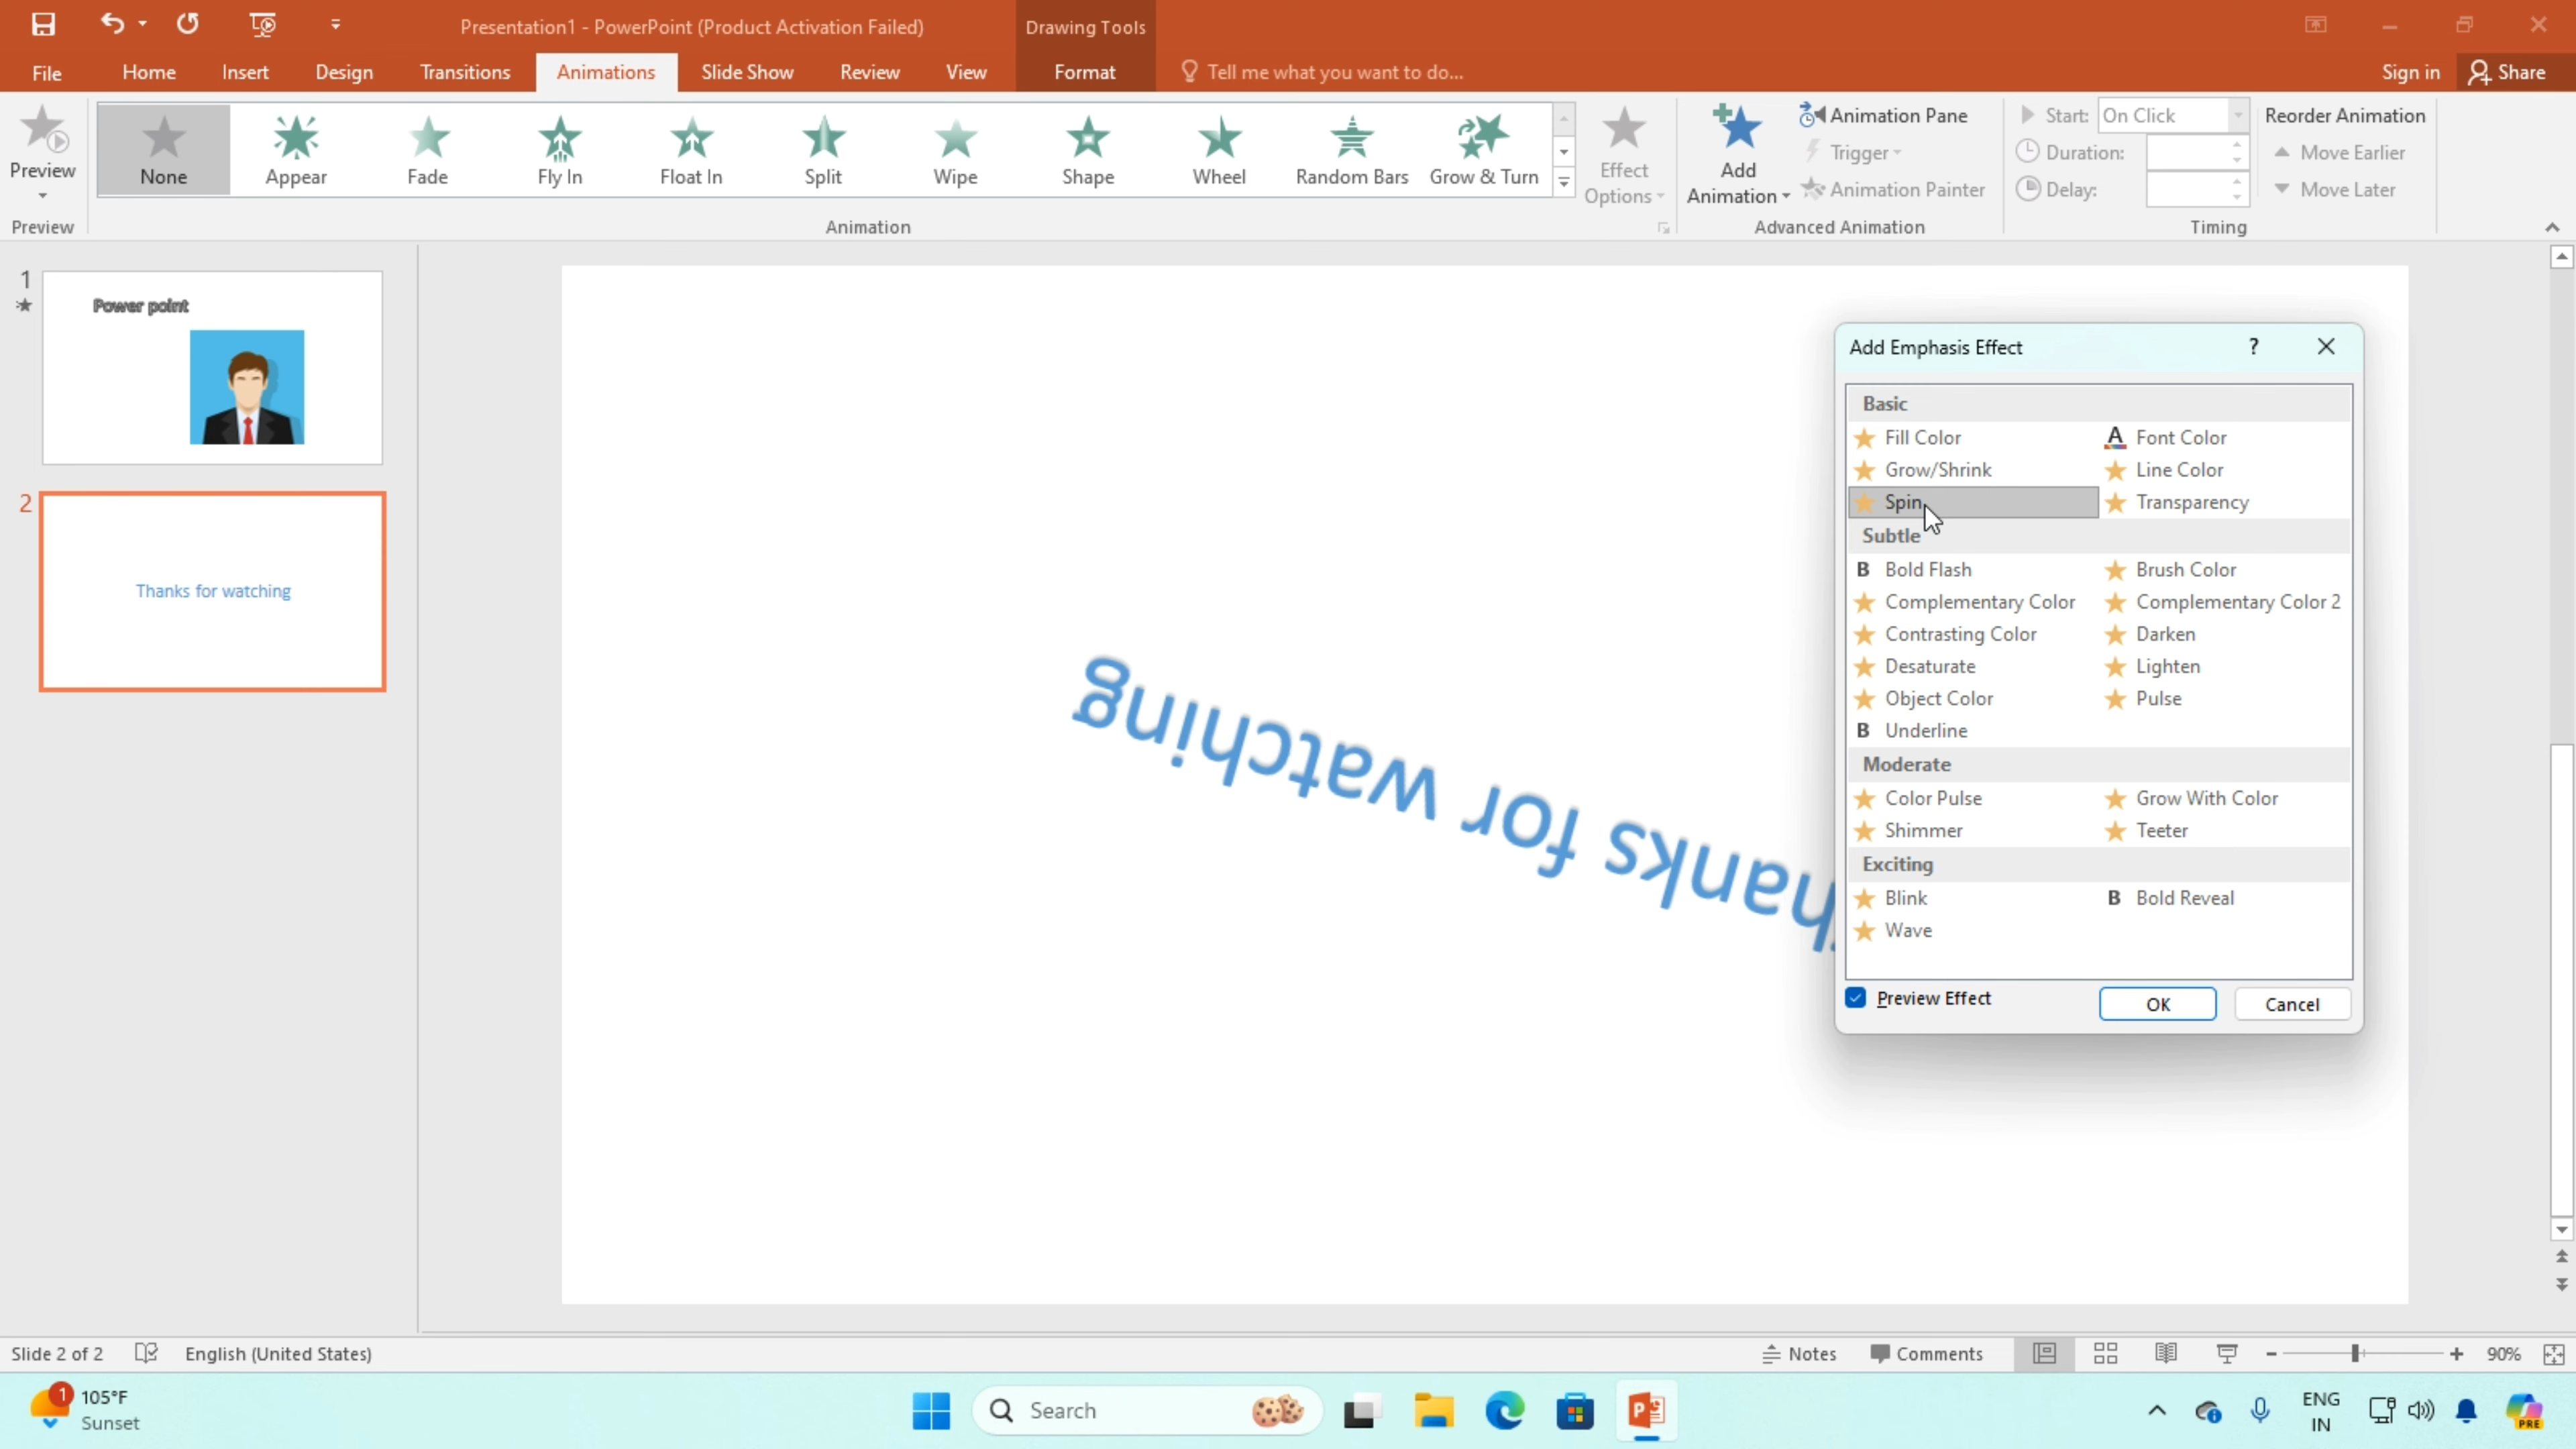 Presentation1 - PowerPoint (Product Activation Failed)
Drawing Tools
File Home Insert Design Transitions Animations Slide Show Review View Format Tell me what you want to do... Sign in Share
Preview
None Appear Fade Fly In Float In Split Wipe Shape Wheel Random Bars Grow & Turn
Effect
Options
Add
Animation
Animation Pane
Trigger
Animation Painter
Start: On Click
Duration:
Delay:
Reorder Animation
Move Earlier
Move Later
Preview Animation Advanced Animation Timing
1
Power point
2
Thanks for watching
hanks for watching
Add Emphasis Effect ?
Basic
Fill Color A Font Color
Grow/Shrink Line Color
Spin Transparency
Subtle
B Bold Flash Brush Color
Complementary Color Complementary Color 2
Contrasting Color Darken
Desaturate Lighten
Object Color Pulse
B Underline
Moderate
Color Pulse Grow With Color
Shimmer Teeter
Exciting
Blink B Bold Reveal
Wave
Preview Effect OK Cancel
Slide 2 of 2 English (United States) Notes Comments 90%
1 105°F
Sunset
Search
ENG
IN
PRE